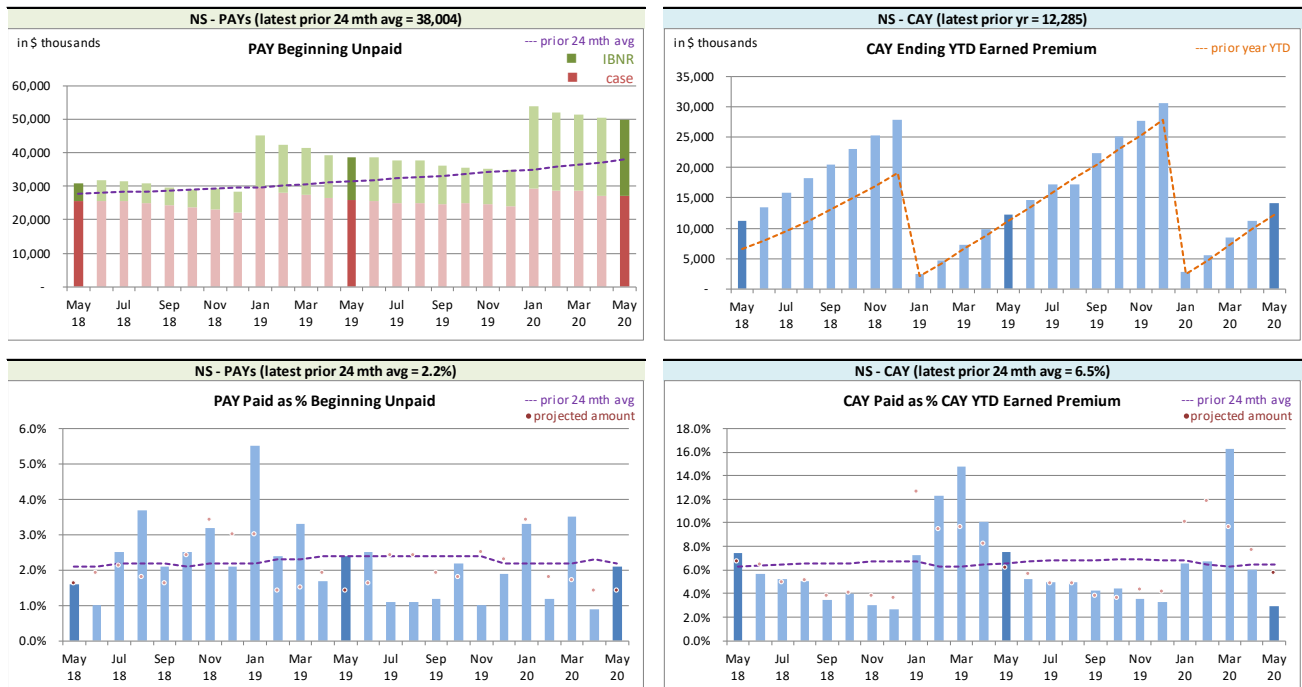 NS - PAYs (latest prior 24 mth avg = 38,004)
in $ thousands
PAY Beginning Unpaid
--- prior 24 mth avg
IBNR
case
60,000
50,000
40,000
30,000
20,000
10,000
-
May Jul Sep Nov Jan Mar May Jul Sep Nov Jan Mar May
18 18 18 18 19 19 19 19 19 19 20 20 20
NS - CAY (latest prior yr = 12,285)
in $ thousands
CAY Ending YTD Earned Premium
--- prior year YTD
35,000
30,000
25,000
20,000
15,000
10,000
5,000
-
May Jul Sep Nov Jan Mar May Jul Sep Nov Jan Mar May
18 18 18 18 19 19 19 19 19 19 20 20 20
NS - PAYs (latest prior 24 mth avg = 2.2%)
PAY Paid as % Beginning Unpaid
--- prior 24 mth avg
•projected amount
6.0%
5.0%
4.0%
3.0%
2.0%
1.0%
0.0%
May Jul Sep Nov Jan Mar May Jul Sep Nov Jan Mar May
18 18 18 18 19 19 19 19 19 19 20 20 20
NS - CAY (latest prior 24 mth avg = 6.5%)
CAY Paid as % CAY YTD Earned Premium
--- prior 24 mth avg
•projected amount
18.0%
16.0%
14.0%
12.0%
10.0%
8.0%
6.0%
4.0%
2.0%
0.0%
May Jul Sep Nov Jan Mar May Jul Sep Nov Jan Mar May
18 18 18 18 19 19 19 19 19 19 20 20 20